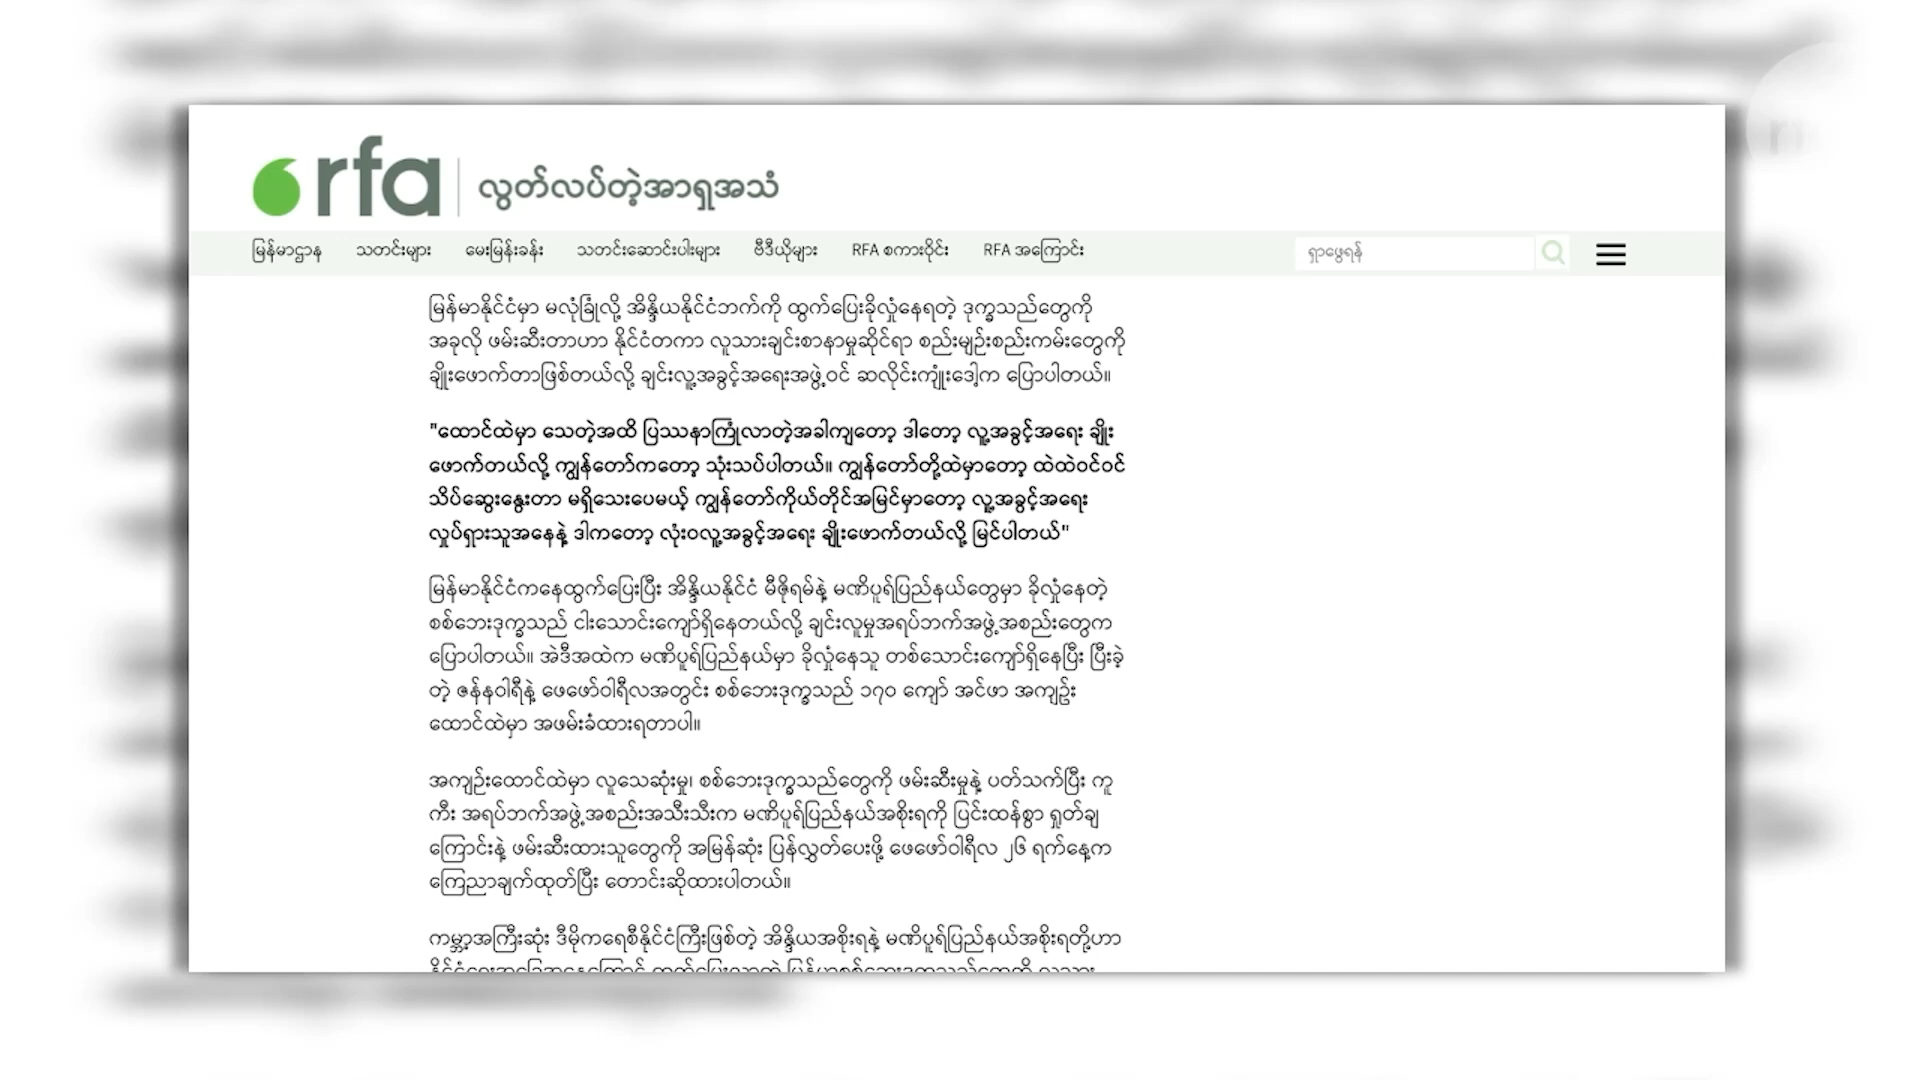 rfa
လွတ်လပ်တဲ့အာရှအသံ
မြန်မာဌာန သတင်းများ မေးမြန်းခန်း သတင်းဆောင်းပါးများ ဗီဒီယိုများ RFA စကားဝိုင်း RFA အကြောင်း ရှာဖွေရန်
မြန်မာနိုင်ငံမှာ မလုံခြုံလို့ အိန္ဒိယနိုင်ငံဘက်ကို ထွက်ပြေးခိုလှုံနေရတဲ့ ဒုက္ခသည်တွေကို
အခုလို ဖမ်းဆီးတာဟာ နိုင်ငံတကာ လူသားချင်းစာနာမှုဆိုင်ရာ စည်းမျဉ်းစည်းကမ်းတွေကို
ချိုးဖောက်တာဖြစ်တယ်လို့ ချင်းလူ့အခွင့်အရေးအဖွဲ့ဝင် ဆလိုင်းကျုံးဒေါ့က ပြောပါတယ်။
"ထောင်ထဲမှာ သေတဲ့အထိ ပြဿနာကြုံလာတဲ့အခါကျတော့ ဒါတော့ လူ့အခွင့်အရေး ချိုး
ဖောက်တယ်လို့ ကျွန်တော်ကတော့ သုံးသပ်ပါတယ်။ ကျွန်တော်တို့ထဲမှာတော့ ထဲထဲဝင်ဝင်
သိပ်ဆွေးနွေးတာ မရှိသေးပေမယ့် ကျွန်တော်ကိုယ်တိုင်အမြင်မှာတော့ လူ့အခွင့်အရေး
လှုပ်ရှားသူအနေနဲ့ ဒါကတော့ လုံးဝလူ့အခွင့်အရေး ချိုးဖောက်တယ်လို့ မြင်ပါတယ်"
မြန်မာနိုင်ငံကနေထွက်ပြေးပြီး အိန္ဒိယနိုင်ငံ မီဇိုရမ်နဲ့ မဏိပူရ်ပြည်နယ်တွေမှာ ခိုလှုံနေတဲ့
စစ်ဘေးဒုက္ခသည် ငါးသောင်းကျော်ရှိနေတယ်လို့ ချင်းလူမှုအရပ်ဘက်အဖွဲ့အစည်းတွေက
ပြောပါတယ်။ အဲဒီအထဲက မဏိပူရ်ပြည်နယ်မှာ ခိုလှုံနေသူ တစ်သောင်းကျော်ရှိနေပြီး ပြီးခဲ့
တဲ့ ဇန်နဝါရီနဲ့ ဖေဖော်ဝါရီလအတွင်း စစ်ဘေးဒုက္ခသည် ၁၇၀ ကျော် အင်ဖာ အကျဉ်း
ထောင်ထဲမှာ အဖမ်းခံထားရတာပါ။
အကျဉ်းထောင်ထဲမှာ လူသေဆုံးမှု၊ စစ်ဘေးဒုက္ခသည်တွေကို ဖမ်းဆီးမှုနဲ့ ပတ်သက်ပြီး ကူ
ကီး အရပ်ဘက်အဖွဲ့အစည်းအသီးသီးက မဏိပူရ်ပြည်နယ်အစိုးရကို ပြင်းထန်စွာ ရှုတ်ချ
ကြောင်းနဲ့ ဖမ်းဆီးထားသူတွေကို အမြန်ဆုံး ပြန်လွှတ်ပေးဖို့ ဖေဖော်ဝါရီလ ၂၆ ရက်နေ့က
ကြေညာချက်ထုတ်ပြီး တောင်းဆိုထားပါတယ်။
ကမ္ဘာ့အကြီးဆုံး ဒီမိုကရေစီနိုင်ငံကြီးဖြစ်တဲ့ အိန္ဒိယအစိုးရနဲ့ မဏိပူရ်ပြည်နယ်အစိုးရတို့ဟာ